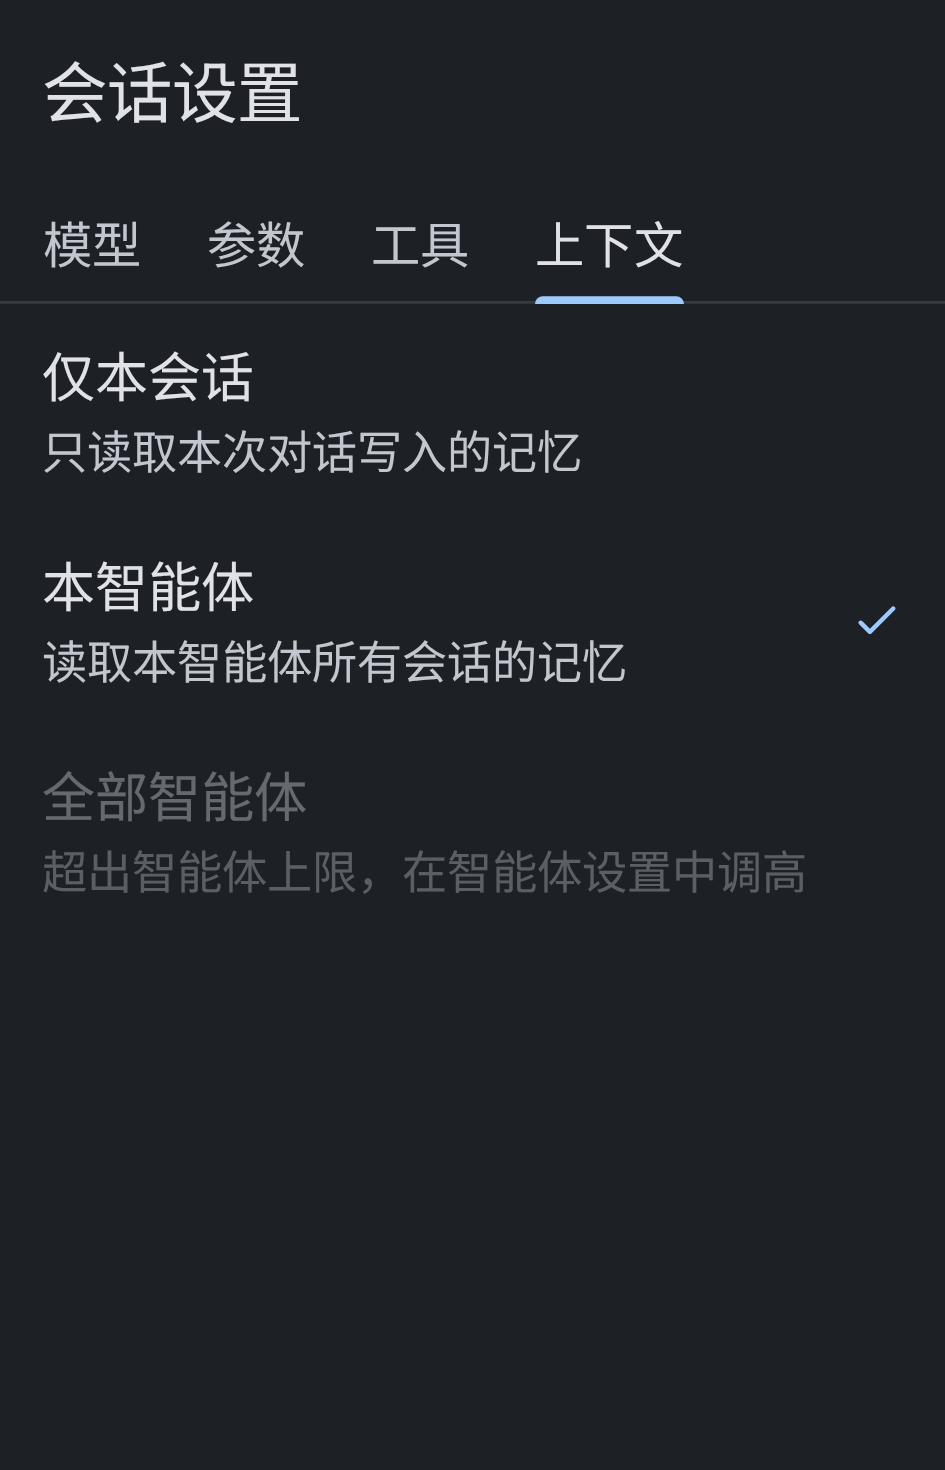 会话设置
模型 参数 工具 上下文
仅本会话
只读取本次对话写入的记忆
本智能体
读取本智能体所有会话的记忆
全部智能体
超出智能体上限，在智能体设置中调高